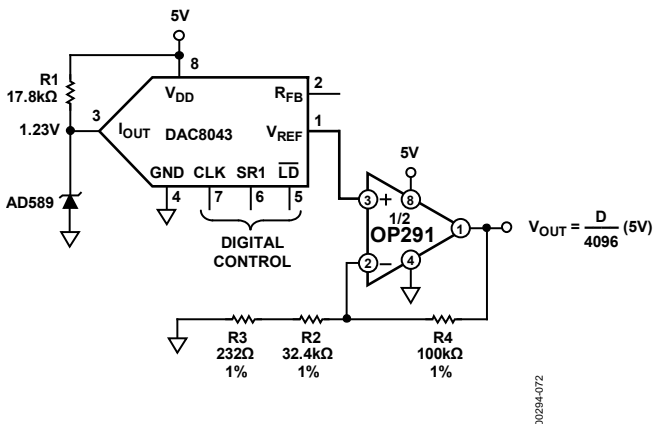 5V
8
R1
17.8kΩ
3
1.23V
AD589
VDD
RFB
2
IOUT
DAC8043
VREF
1
GND CLK SR1 LD
4
7
6
5
DIGITAL
CONTROL
5V
3
+
8
1/2
OP291
1
2
–
4
VOUT = D/4096 (5V)
R3
232Ω
1%
R2
32.4kΩ
1%
R4
100kΩ
1%
00294-072